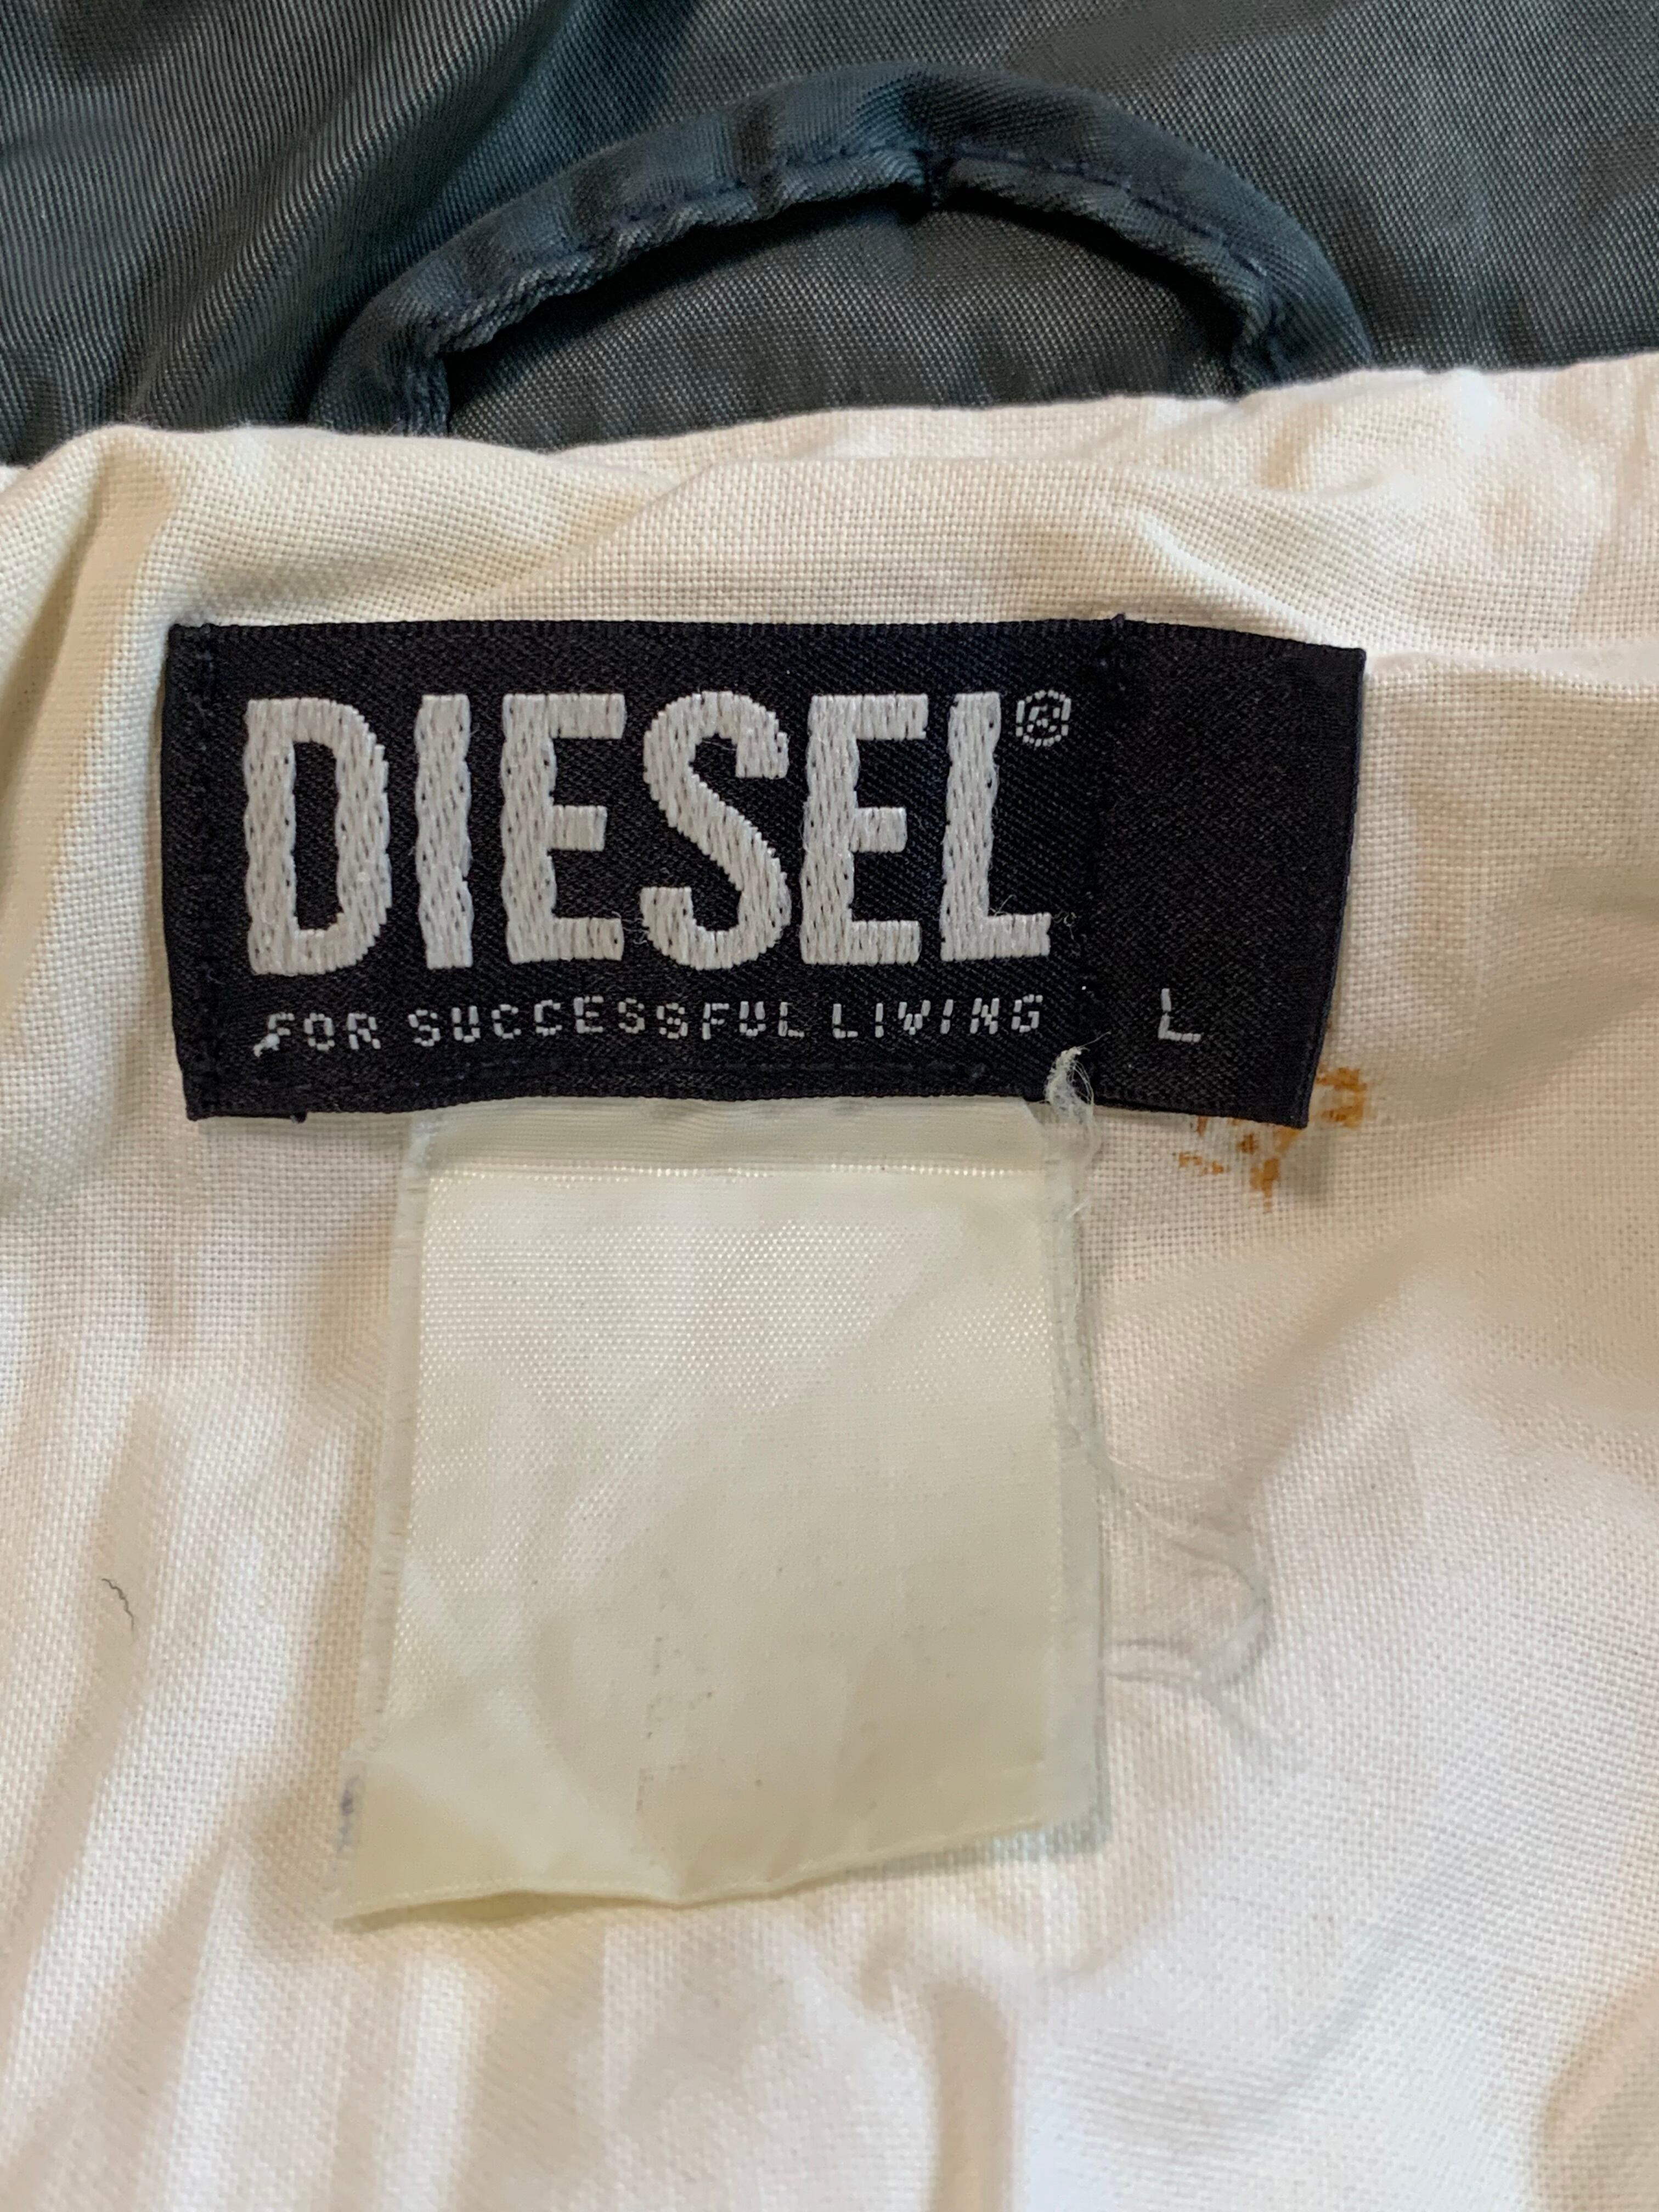 DIESEL®
FOR SUCCESSFUL LIVING
L